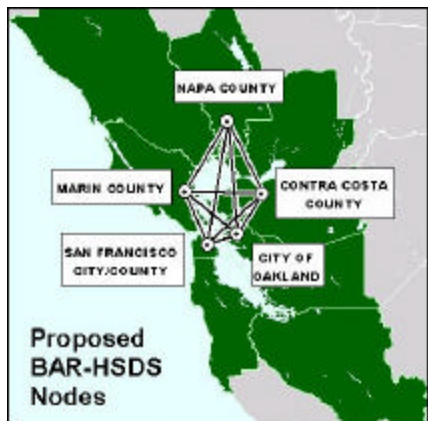 NAPA COUNTY
MARIN COUNTY
CONTRA COSTA
COUNTY
SAN FRANCISCO
CITY/COUNTY
CITY OF
OAKLAND
Proposed
BAR-HSDS
Nodes